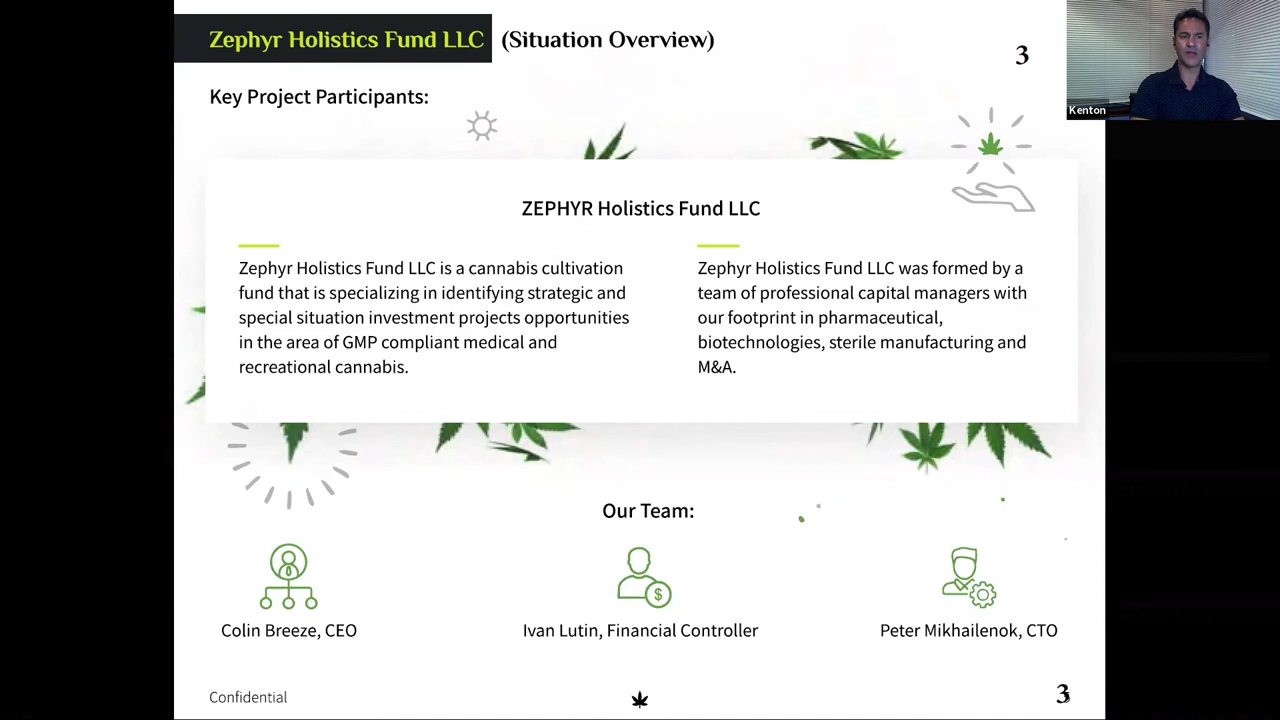 Zephyr Holistics Fund LLC (Situation Overview)
3
Kenton
Key Project Participants:
ZEPHYR Holistics Fund LLC
Zephyr Holistics Fund LLC is a cannabis cultivation
fund that is specializing in identifying strategic and
special situation investment projects opportunities
in the area of GMP compliant medical and
recreational cannabis.
Zephyr Holistics Fund LLC was formed by a
team of professional capital managers with
our footprint in pharmaceutical,
biotechnologies, sterile manufacturing and
M&A.
Our Team:
$
Colin Breeze, CEO
Ivan Lutin, Financial Controller
Peter Mikhailenok, CTO
Confidential
3